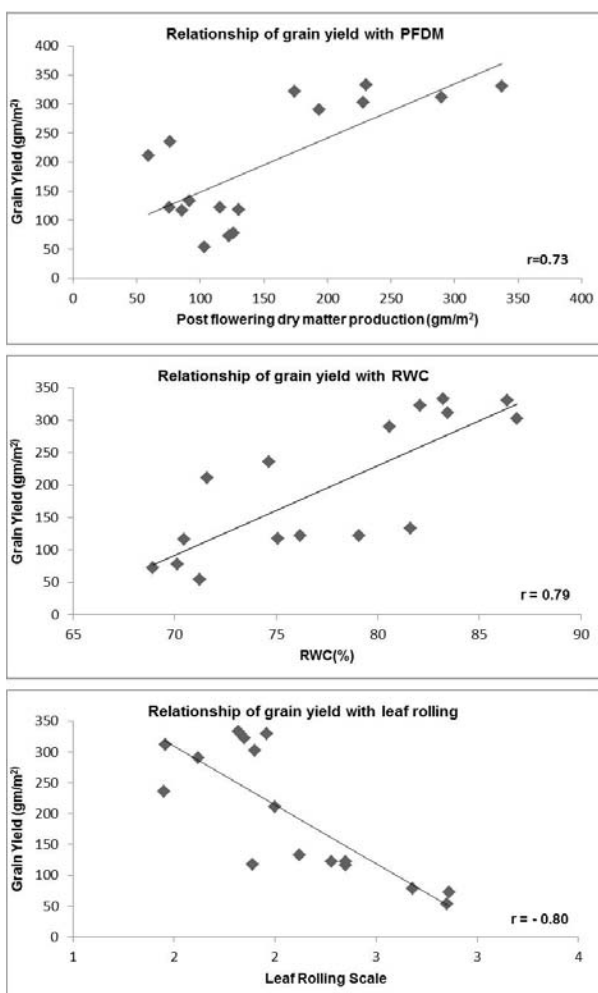 Relationship of grain yield with PFDM
400
350
300
250
200
150
100
50
0
Grain Yield (gm/m²)
r=0.73
0 50 100 150 200 250 300 350 400
Post flowering dry matter production (gm/m²)
Relationship of grain yield with RWC
350
300
250
200
150
100
50
0
Grain Yield (gm/m²)
r = 0.79
65 70 75 80 85 90
RWC(%)
Relationship of grain yield with leaf rolling
350
300
250
200
150
100
50
0
Grain Yield (gm/m²)
r = - 0.80
1 2 2 3 3 4
Leaf Rolling Scale